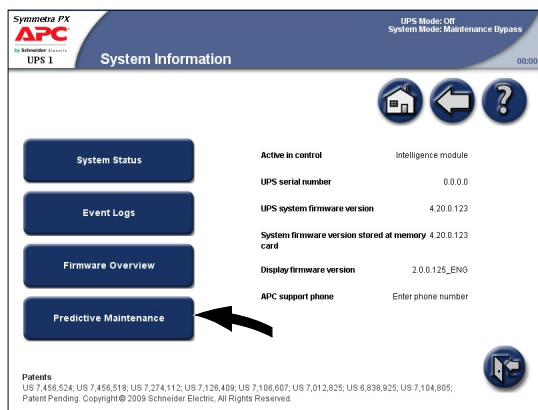 Symmetra PX
APC
by Schneider Electric
UPS 1
System Information
UPS Mode: Off
System Mode: Maintenance Bypass
00:00
?
System Status
Event Logs
Firmware Overview
Predictive Maintenance
Active in control Intelligence module
UPS serial number 0.0.0.0
UPS system firmware version 4.20.0.123
System firmware version stored at memory card 4.20.0.123
Display firmware version 2.0.0.125_ENG
APC support phone Enter phone number
Patents
US 7,456,524; US 7,456,518; US 7,274,112; US 7,126,409; US 7,106,607; US 7,012,825; US 6,838,925; US 7,104,805;
Patent Pending. Copyright © 2009 Schneider Electric, All Rights Reserved.